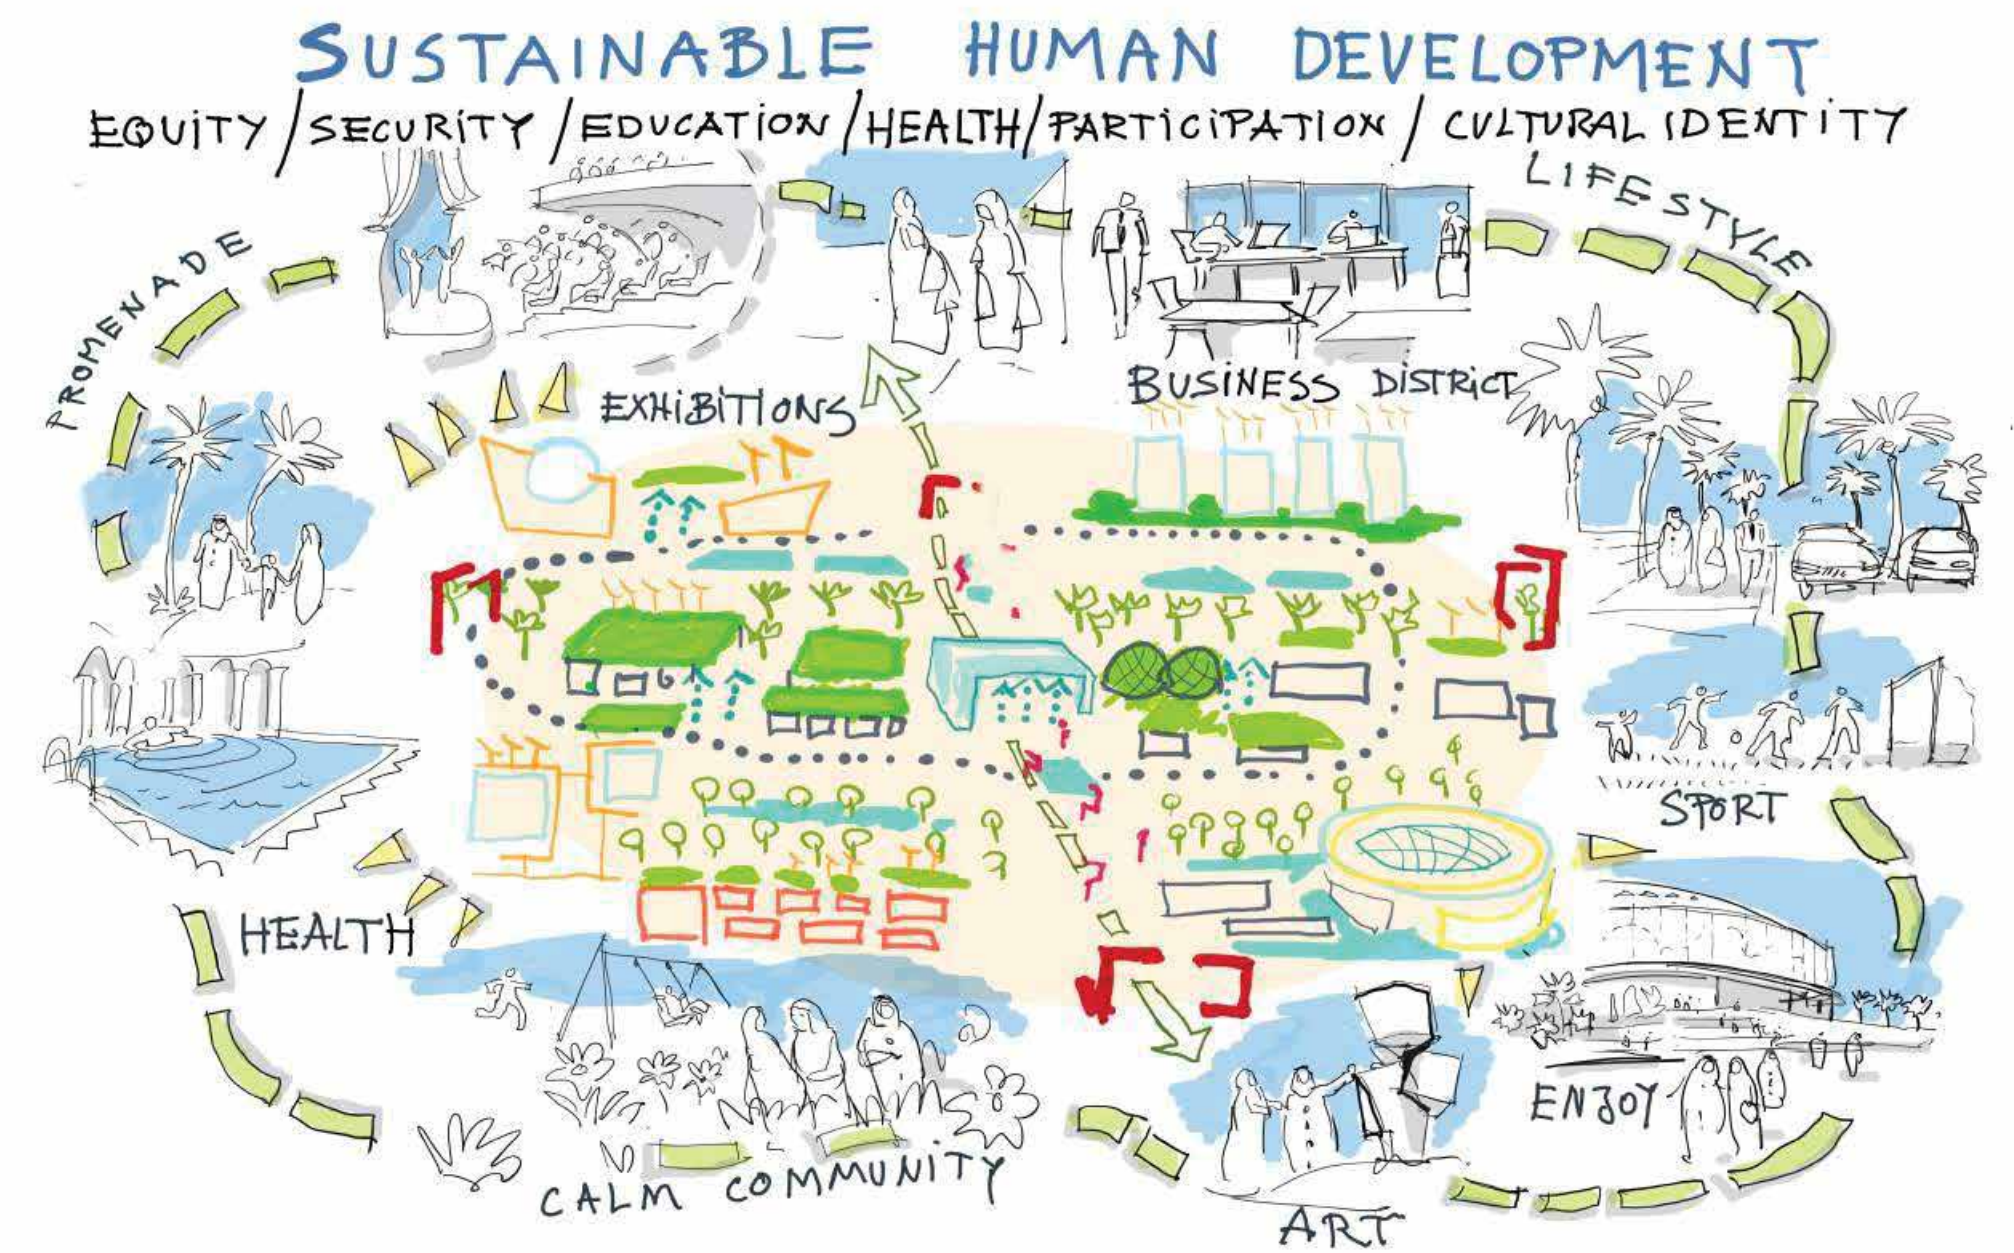 SUSTAINABLE HUMAN DEVELOPMENT
EQUITY / SECURITY / EDUCATION / HEALTH / PARTICIPATION / CULTURAL IDENTITY
LIFESTYLE
PROMENADE
EXHIBITIONS
BUSINESS DISTRICT
SPORT
HEALTH
ENJOY
CALM COMMUNITY
ART